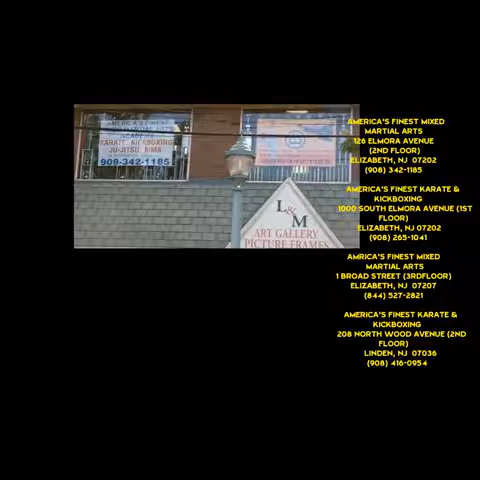 AMERICA'S FINEST
ACADEMY
KARATE, KICKBOXING
JU-JITSU, MMA
908-342-1185
L&M
ART GALLERY
PICTURE FRAMES
AMERICA'S FINEST MIXED
MARTIAL ARTS
126 ELMORA AVENUE
(2ND FLOOR)
ELIZABETH, NJ 07202
(908) 342-1185
AMERICA'S FINEST KARATE &
KICKBOXING
1000 SOUTH ELMORA AVENUE (1ST
FLOOR)
ELIZABETH, NJ 07202
(908) 265-1041
AMRICA'S FINEST MIXED
MARTIAL ARTS
1 BROAD STREET (3RDFLOOR)
ELIZABETH, NJ 07207
(844) 527-2821
AMERICA'S FINEST KARATE &
KICKBOXING
208 NORTH WOOD AVENUE (2ND
FLOOR)
LINDEN, NJ 07036
(908) 416-0954